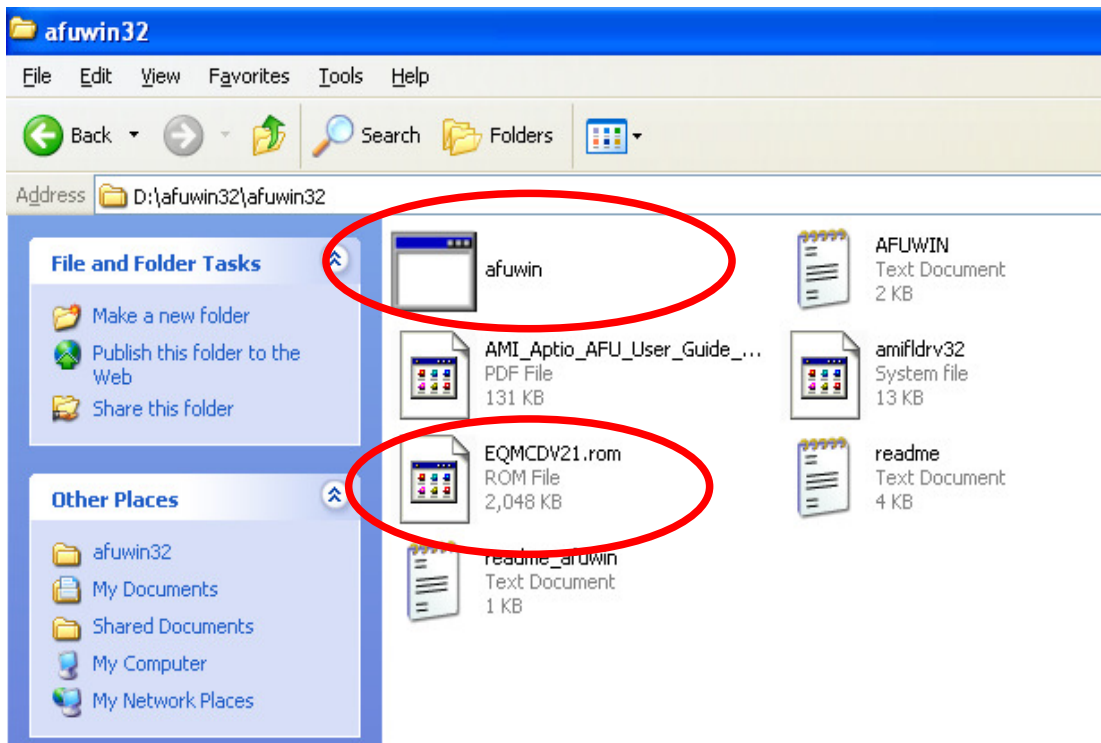 afuwin32
File Edit View Favorites Tools Help
Back Search Folders
Address D:\afuwin32\afuwin32
File and Folder Tasks
Make a new folder
Publish this folder to the
Web
Share this folder
Other Places
afuwin32
My Documents
Shared Documents
My Computer
My Network Places
afuwin
AFUWIN
Text Document
2 KB
AMI_Aptio_AFU_User_Guide_...
PDF File
131 KB
amifldrv32
System file
13 KB
EQMCDV21.rom
ROM File
2,048 KB
readme
Text Document
4 KB
readme_afuwin
Text Document
1 KB